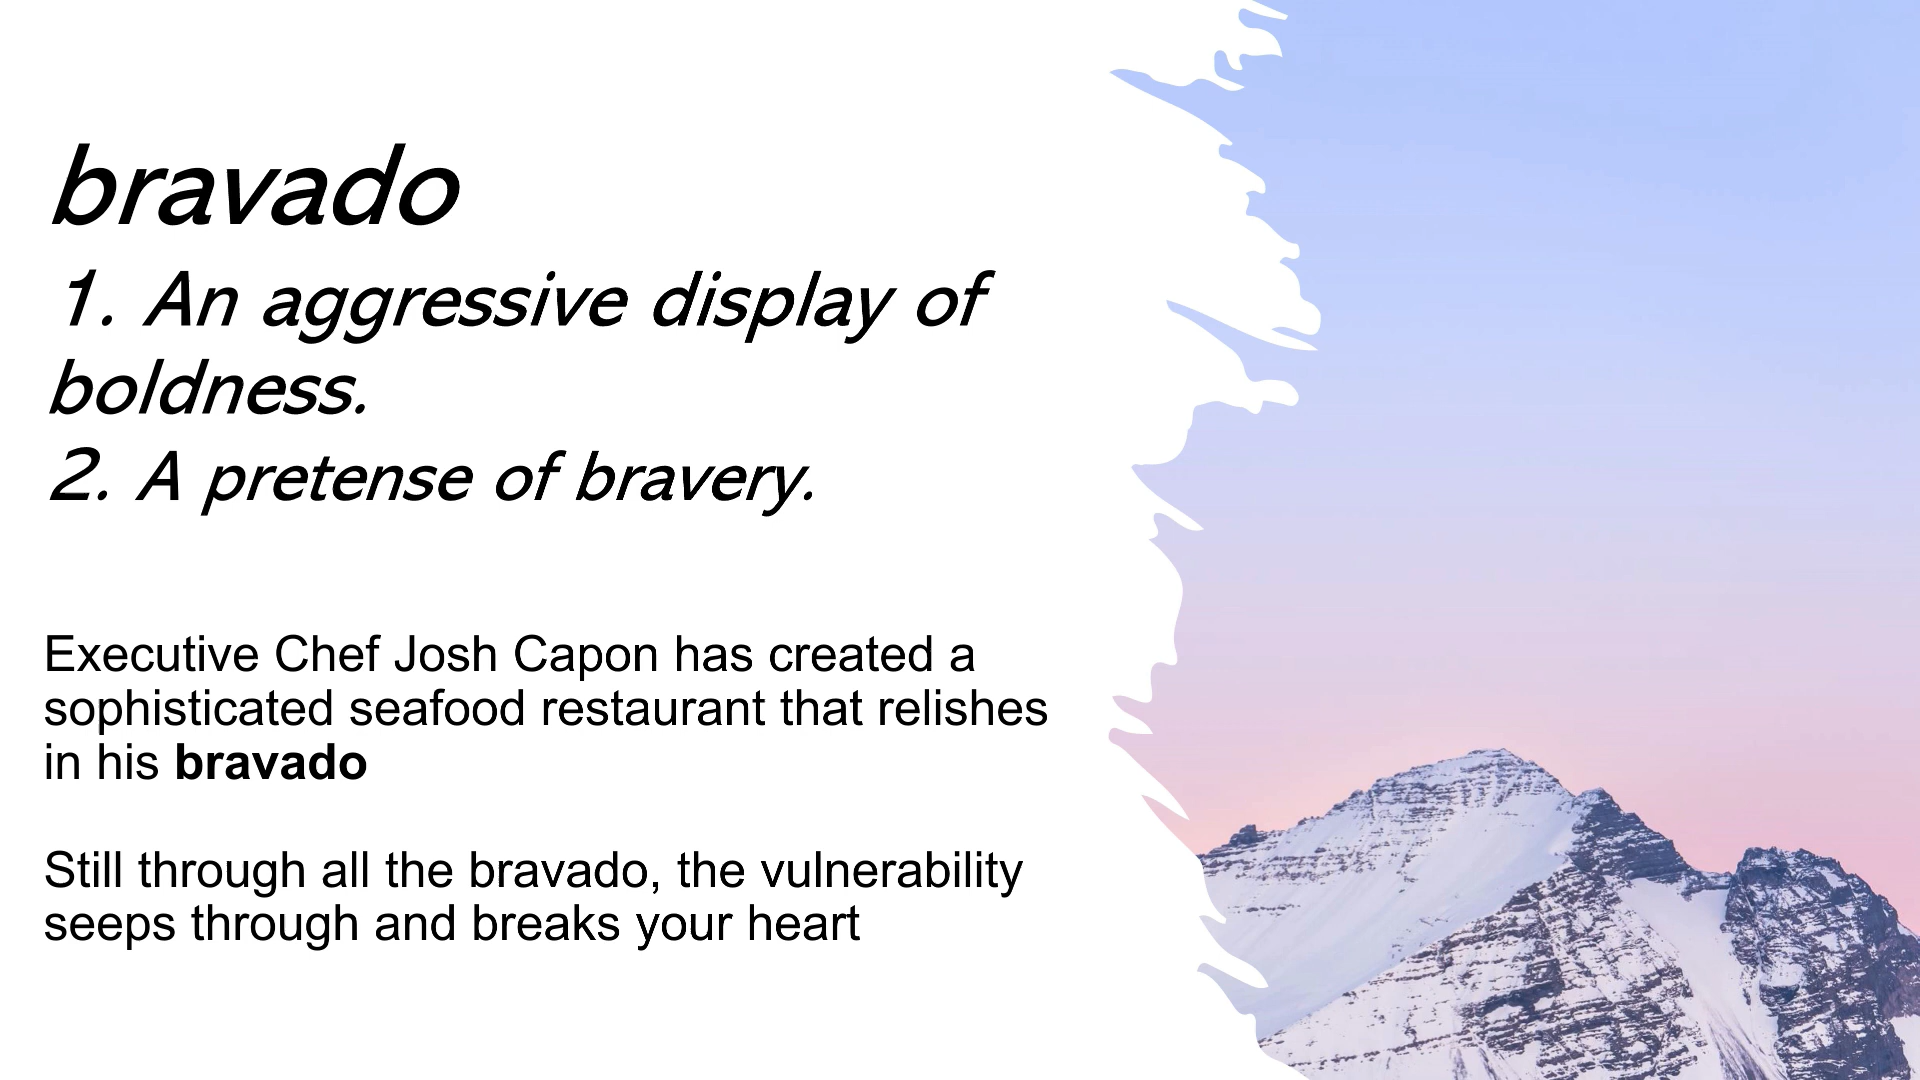 bravado
1. An aggressive display of
boldness.
2. A pretense of bravery.
Executive Chef Josh Capon has created a
sophisticated seafood restaurant that relishes
in his bravado
Still through all the bravado, the vulnerability
seeps through and breaks your heart